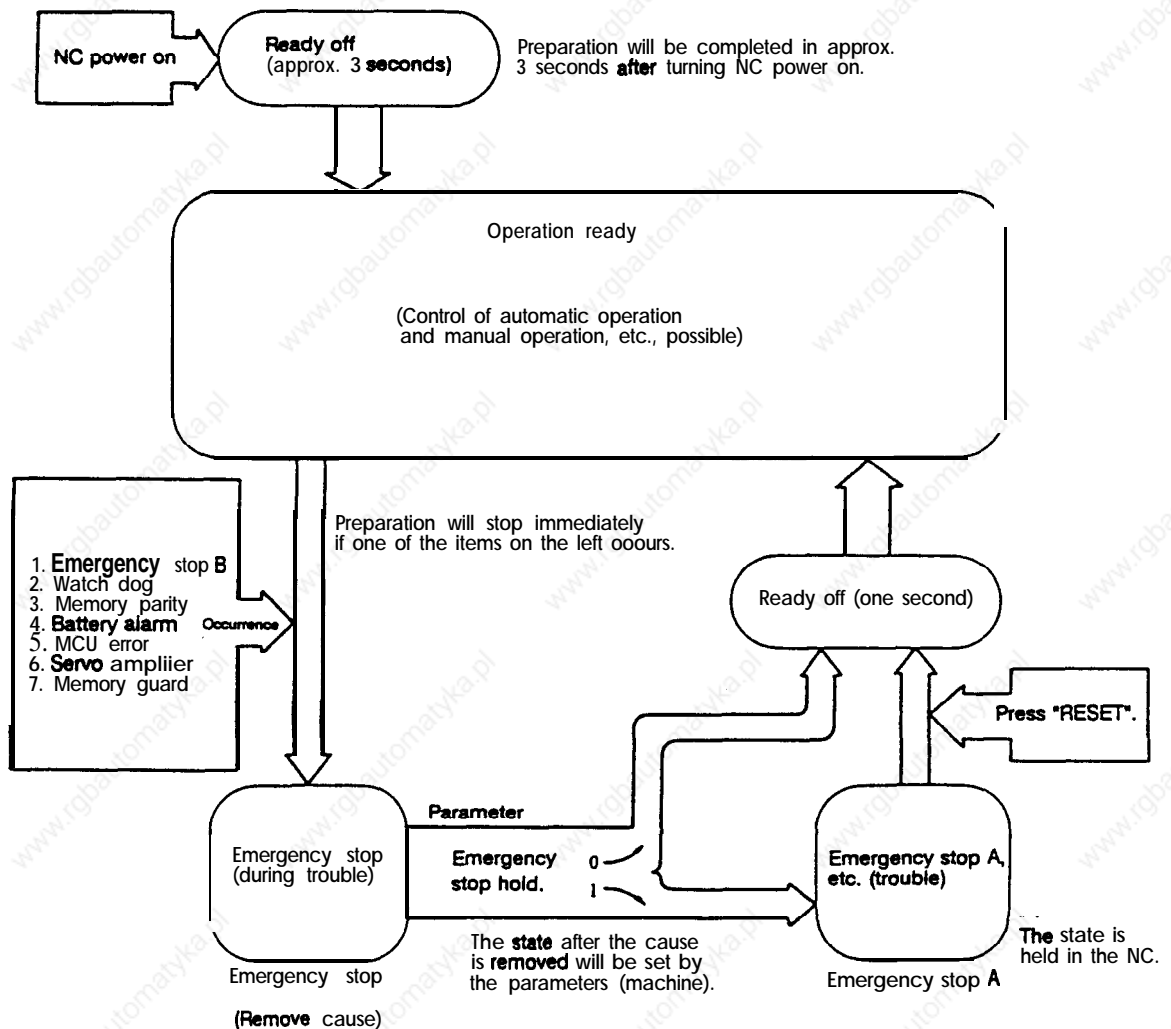 NC power on
Ready off
(approx. 3 seconds)
Preparation will be completed in approx.
3 seconds after turning NC power on.
Operation ready
(Control of automatic operation
and manual operation, etc., possible)
1. Emergency stop B
2. Watch dog
3. Memory parity
4. Battery alarm
5. MCU error
6. Servo ampliier
7. Memory guard
Occurrence
Preparation will stop immediately
if one of the items on the left ooours.
Ready off (one second)
Press "RESET".
Emergency stop
(during trouble)
Parameter
Emergency
stop hold.
0
1
Emergency stop A,
etc. (trouble)
The state after the cause
is removed will be set by
the parameters (machine).
The state is
held in the NC.
Emergency stop
(Remove cause)
Emergency stop A
www.rgbautomatyka.pl